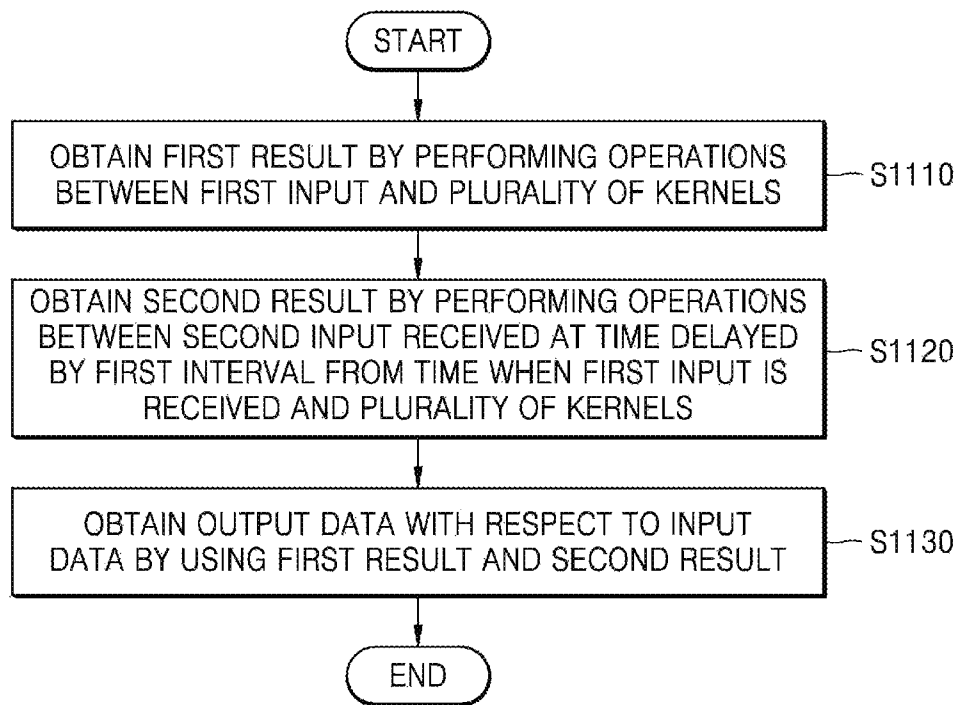 START
OBTAIN FIRST RESULT BY PERFORMING OPERATIONS
BETWEEN FIRST INPUT AND PLURALITY OF KERNELS
S1110
OBTAIN SECOND RESULT BY PERFORMING OPERATIONS
BETWEEN SECOND INPUT RECEIVED AT TIME DELAYED
BY FIRST INTERVAL FROM TIME WHEN FIRST INPUT IS
RECEIVED AND PLURALITY OF KERNELS
S1120
OBTAIN OUTPUT DATA WITH RESPECT TO INPUT
DATA BY USING FIRST RESULT AND SECOND RESULT
S1130
END